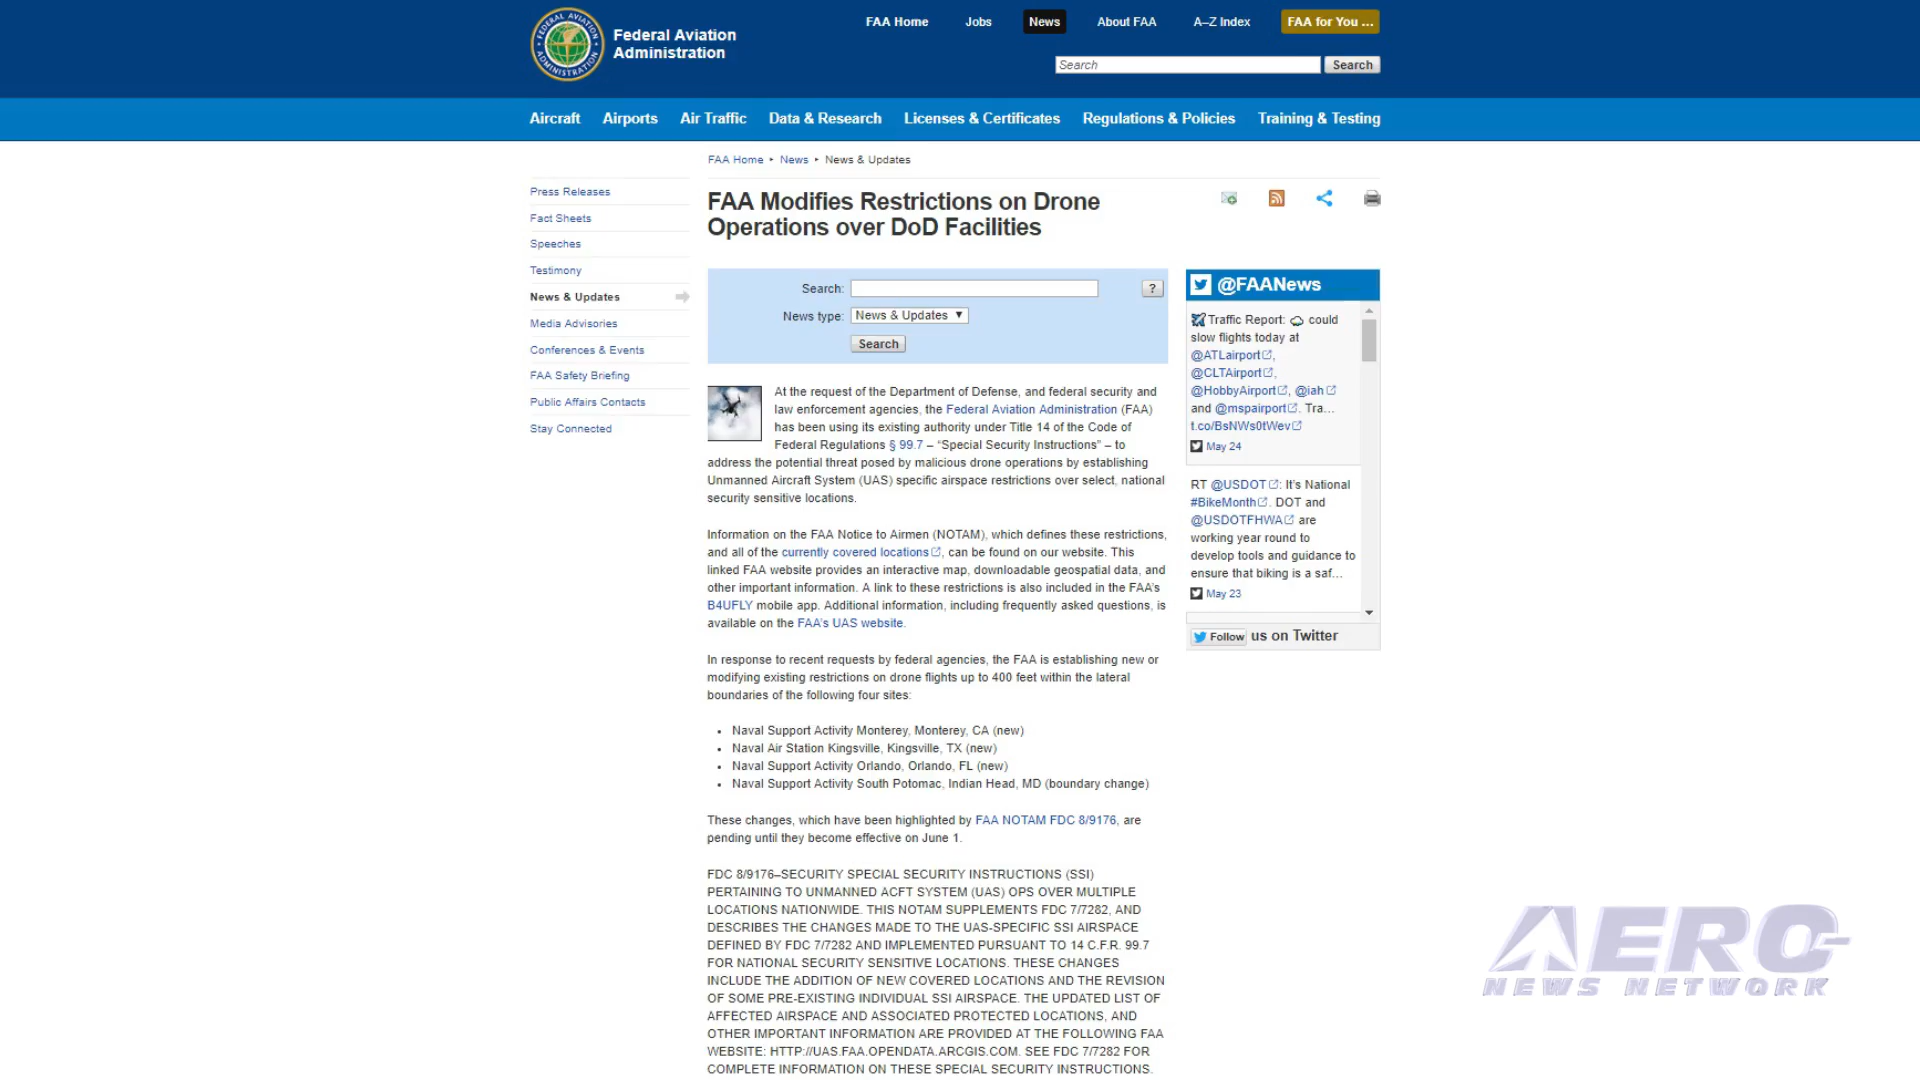 Federal Aviation
Administration
FAA Home Jobs News About FAA A–Z Index FAA for You ...
Search Search
Aircraft Airports Air Traffic Data & Research Licenses & Certificates Regulations & Policies Training & Testing
FAA Home ▸ News ▸ News & Updates
Press Releases
Fact Sheets
Speeches
Testimony
News & Updates
Media Advisories
Conferences & Events
FAA Safety Briefing
Public Affairs Contacts
Stay Connected
FAA Modifies Restrictions on Drone
Operations over DoD Facilities
Search: ?
News type: News & Updates ▼
Search
At the request of the Department of Defense, and federal security and
law enforcement agencies, the Federal Aviation Administration (FAA)
has been using its existing authority under Title 14 of the Code of
Federal Regulations § 99.7 – “Special Security Instructions” – to
address the potential threat posed by malicious drone operations by establishing
Unmanned Aircraft System (UAS) specific airspace restrictions over select, national
security sensitive locations.
Information on the FAA Notice to Airmen (NOTAM), which defines these restrictions,
and all of the currently covered locations, can be found on our website. This
linked FAA website provides an interactive map, downloadable geospatial data, and
other important information. A link to these restrictions is also included in the FAA’s
B4UFLY mobile app. Additional information, including frequently asked questions, is
available on the FAA’s UAS website.
In response to recent requests by federal agencies, the FAA is establishing new or
modifying existing restrictions on drone flights up to 400 feet within the lateral
boundaries of the following four sites:
• Naval Support Activity Monterey, Monterey, CA (new)
• Naval Air Station Kingsville, Kingsville, TX (new)
• Naval Support Activity Orlando, Orlando, FL (new)
• Naval Support Activity South Potomac, Indian Head, MD (boundary change)
These changes, which have been highlighted by FAA NOTAM FDC 8/9176, are
pending until they become effective on June 1.
FDC 8/9176–SECURITY SPECIAL SECURITY INSTRUCTIONS (SSI)
PERTAINING TO UNMANNED ACFT SYSTEM (UAS) OPS OVER MULTIPLE
LOCATIONS NATIONWIDE. THIS NOTAM SUPPLEMENTS FDC 7/7282, AND
DESCRIBES THE CHANGES MADE TO THE UAS-SPECIFIC SSI AIRSPACE
DEFINED BY FDC 7/7282 AND IMPLEMENTED PURSUANT TO 14 C.F.R. 99.7
FOR NATIONAL SECURITY SENSITIVE LOCATIONS. THESE CHANGES
INCLUDE THE ADDITION OF NEW COVERED LOCATIONS AND THE REVISION
OF SOME PRE-EXISTING INDIVIDUAL SSI AIRSPACE. THE UPDATED LIST OF
AFFECTED AIRSPACE AND ASSOCIATED PROTECTED LOCATIONS, AND
OTHER IMPORTANT INFORMATION ARE PROVIDED AT THE FOLLOWING FAA
WEBSITE: HTTP://UAS.FAA.OPENDATA.ARCGIS.COM. SEE FDC 7/7282 FOR
COMPLETE INFORMATION ON THESE SPECIAL SECURITY INSTRUCTIONS.
@FAANews
Traffic Report: could
slow flights today at
@ATLairport,
@CLTAirport,
@HobbyAirport, @iah
and @mspairport. Tra...
t.co/BsNWs0tWev
May 24
RT @USDOT: It’s National
#BikeMonth. DOT and
@USDOTFHWA are
working year round to
develop tools and guidance to
ensure that biking is a saf...
May 23
Follow us on Twitter
AERO
NEWS NETWORK
FEDERAL AVIATION
ADMINISTRATION